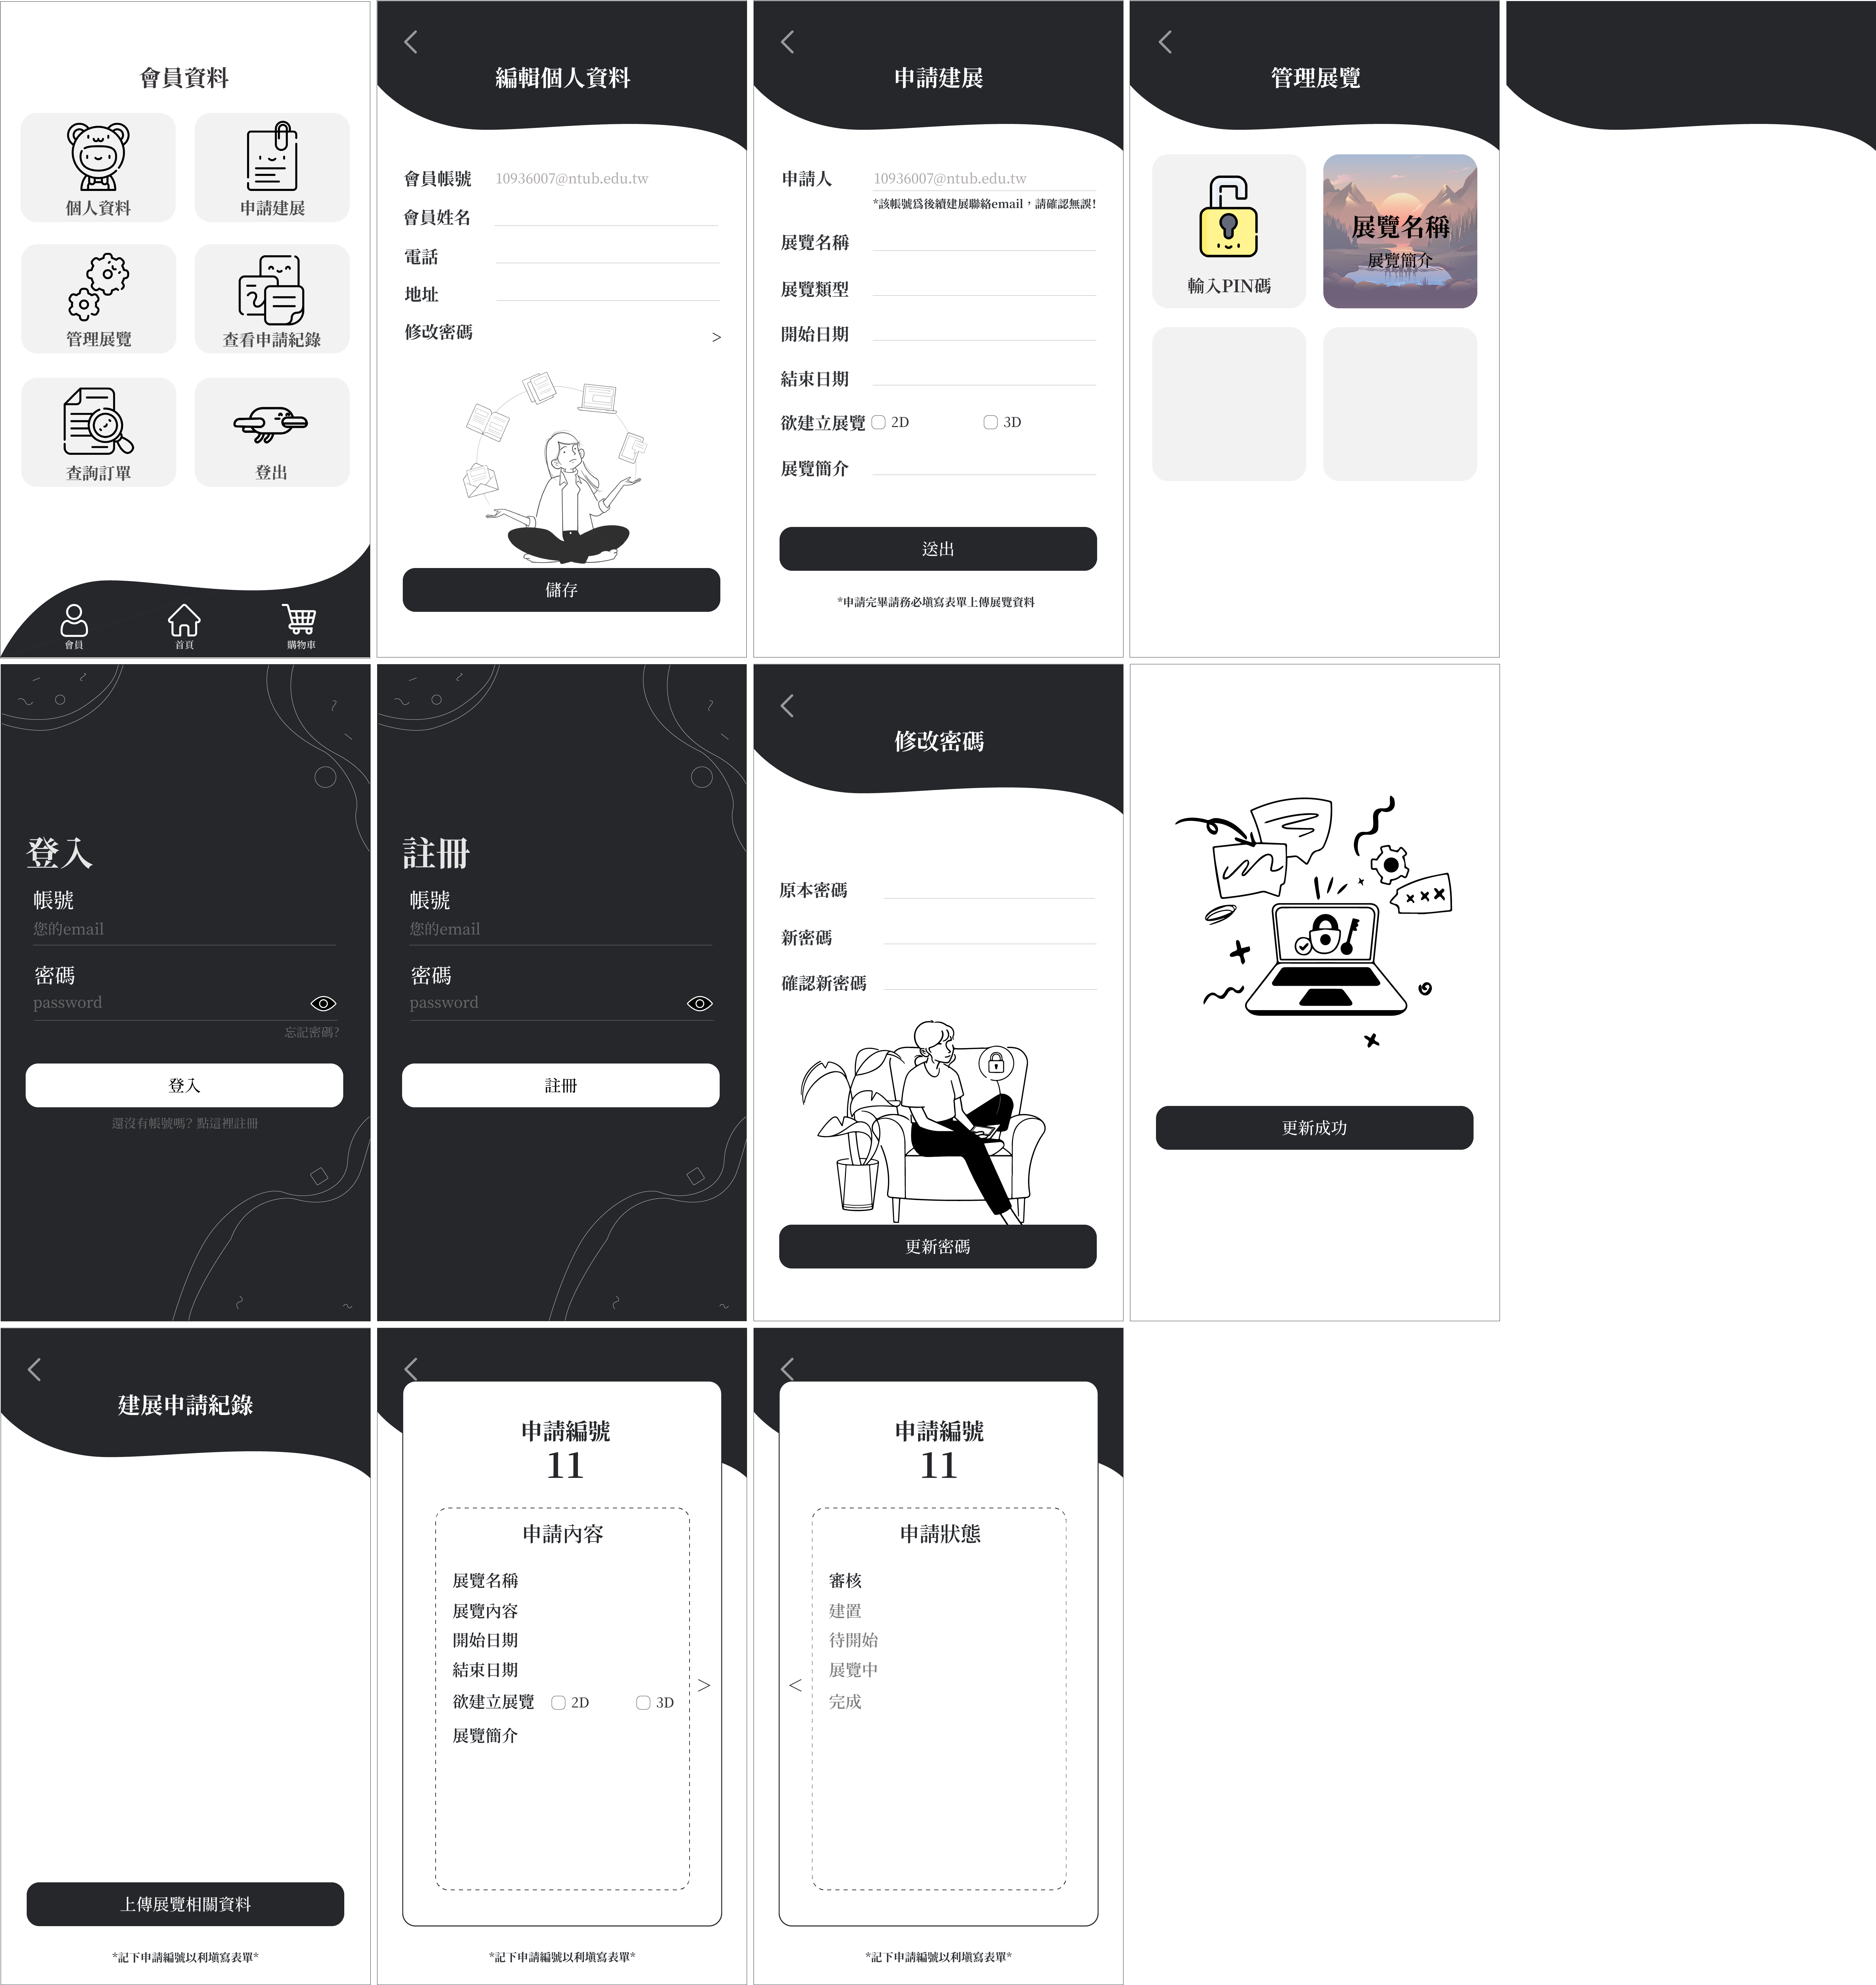 會員資料
個人資料
申請建展
管理展覽
查看申請紀錄
查詢訂單
登出
會員
首頁
購物車
編輯個人資料
會員帳號
10936007@ntub.edu.tw
會員姓名
電話
地址
修改密碼
>
儲存
申請建展
申請人
10936007@ntub.edu.tw
*該帳號為後續建展聯絡email，請確認無誤!
展覽名稱
展覽類型
開始日期
結束日期
欲建立展覽 2D 3D
展覽簡介
送出
*申請完畢請務必填寫表單上傳展覽資料
管理展覽
輸入PIN碼
展覽名稱
展覽簡介
登入
帳號
您的email
密碼
password
忘記密碼?
登入
還沒有帳號嗎? 點這裡註冊
註冊
帳號
您的email
密碼
password
註冊
修改密碼
原本密碼
新密碼
確認新密碼
更新密碼
更新成功
建展申請紀錄
上傳展覽相關資料
*記下申請編號以利填寫表單*
申請編號
11
申請內容
展覽名稱
展覽內容
開始日期
結束日期
欲建立展覽 2D 3D
展覽簡介
>
*記下申請編號以利填寫表單*
申請編號
11
申請狀態
審核
建置
待開始
展覽中
完成
<
*記下申請編號以利填寫表單*